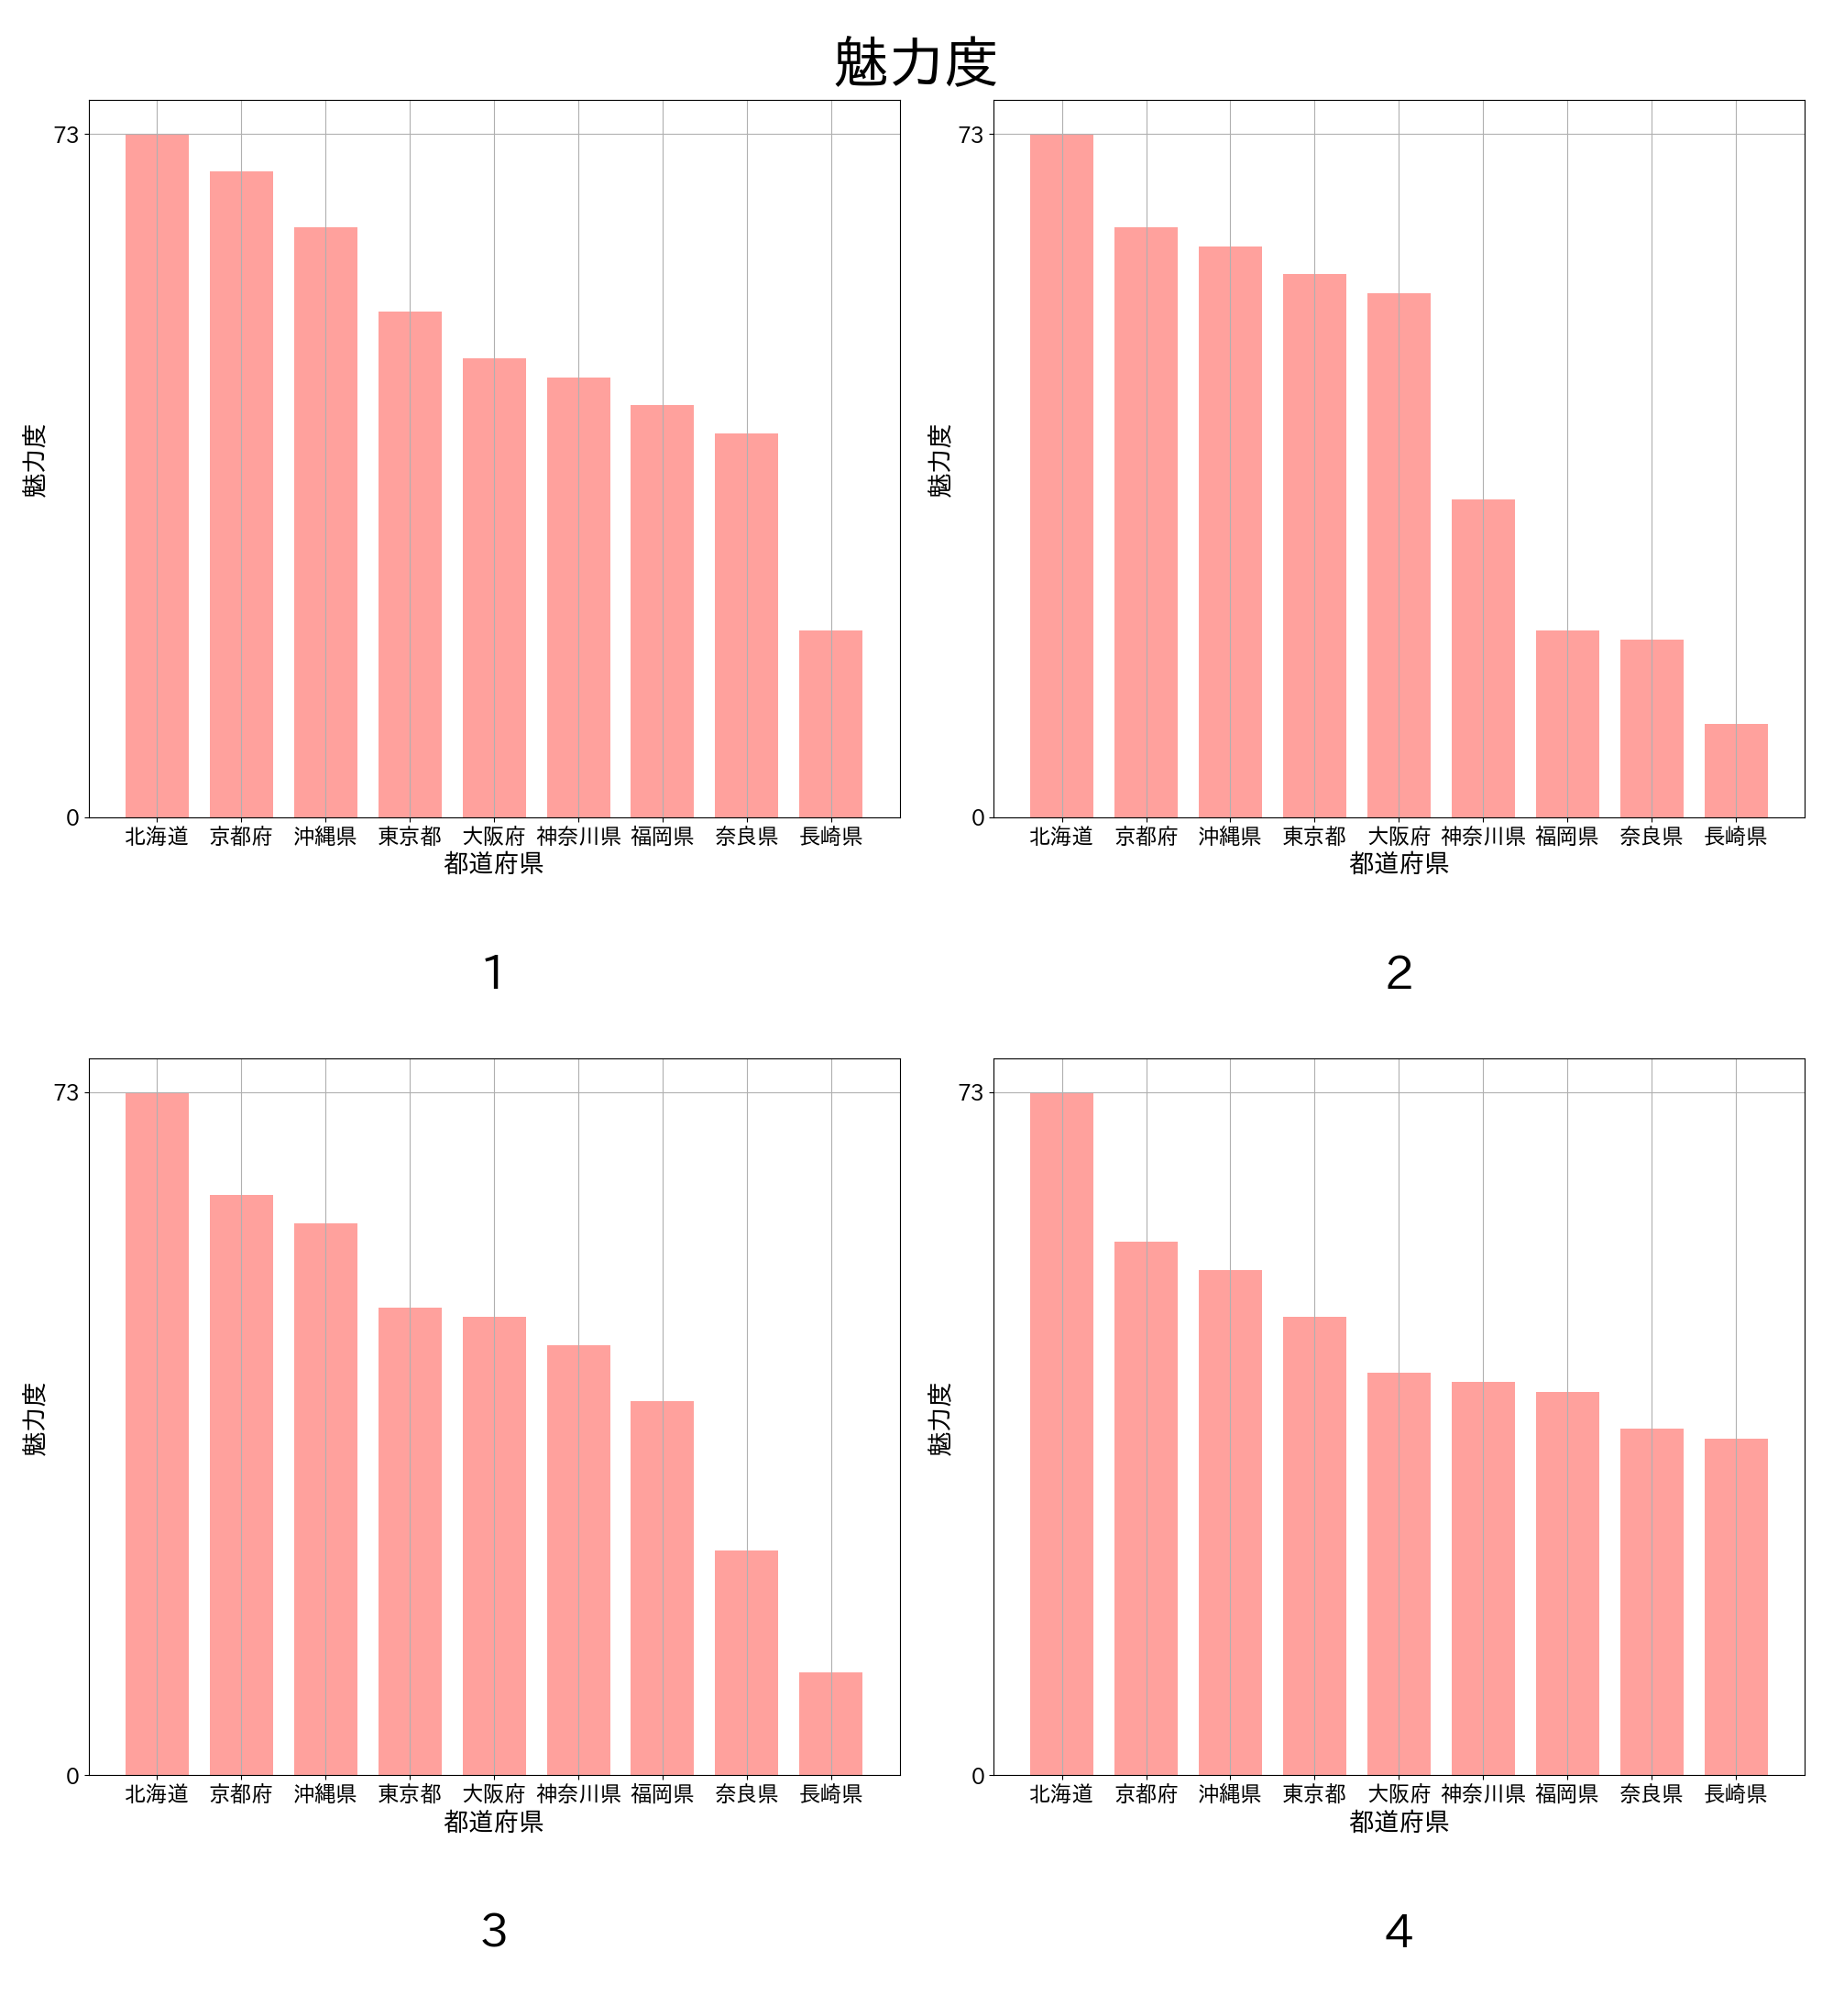 魅力度
73
0
魅力度
北海道 京都府 沖縄県 東京都 大阪府 神奈川県 福岡県 奈良県 長崎県
都道府県
1
73
0
魅力度
北海道 京都府 沖縄県 東京都 大阪府 神奈川県 福岡県 奈良県 長崎県
都道府県
2
73
0
魅力度
北海道 京都府 沖縄県 東京都 大阪府 神奈川県 福岡県 奈良県 長崎県
都道府県
3
73
0
魅力度
北海道 京都府 沖縄県 東京都 大阪府 神奈川県 福岡県 奈良県 長崎県
都道府県
4